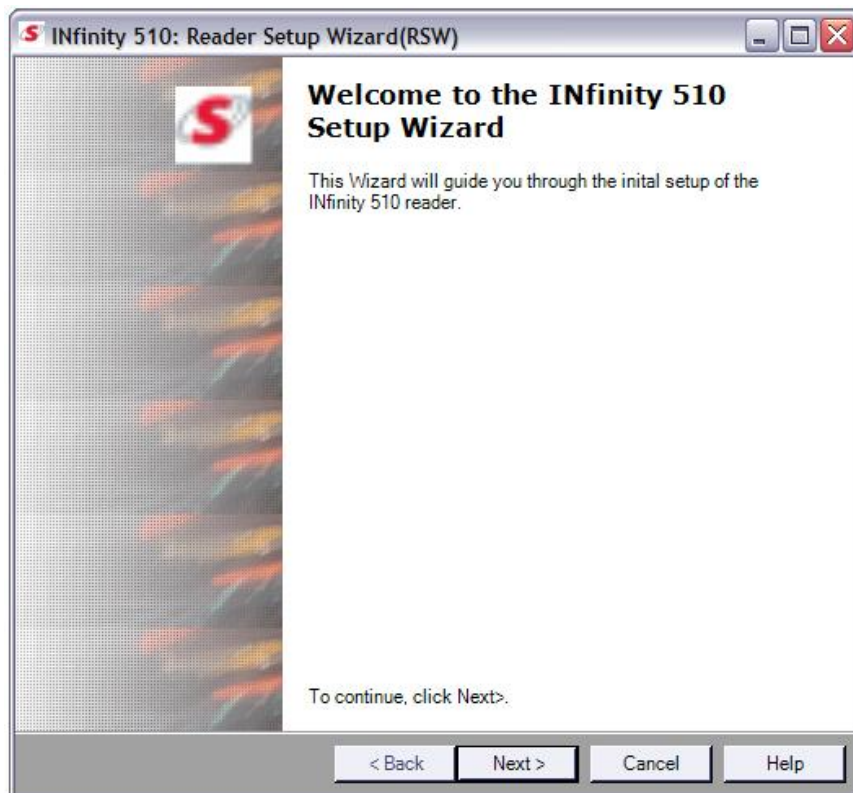 INfinity 510: Reader Setup Wizard(RSW)
Welcome to the INfinity 510
Setup Wizard
This Wizard will guide you through the inital setup of the
INfinity 510 reader.
To continue, click Next>.
< Back Next > Cancel Help